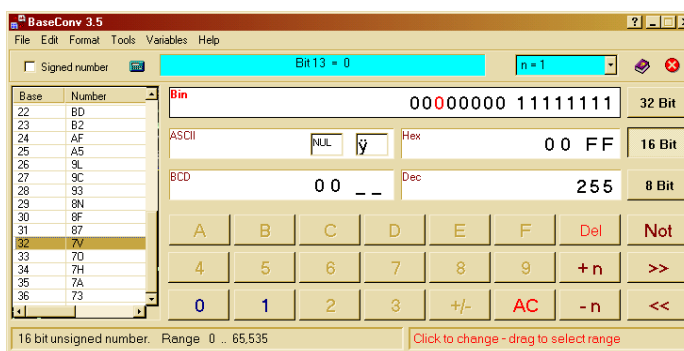 BaseConv 3.5
File Edit Format Tools Variables Help
Signed number
Bit 13 = 0
n = 1
Base Number
22 BD
23 B2
24 AF
25 A5
26 9L
27 9C
28 93
29 8N
30 8F
31 87
32 7V
33 7O
34 7H
35 7A
36 73
Bin 00000000 11111111
32 Bit
ASCII NUL ÿ
Hex 00 FF
16 Bit
BCD 00 _ _
Dec 255
8 Bit
A B C D E F Del Not
4 5 6 7 8 9 + n >>
0 1 2 3 +/- AC - n <<
16 bit unsigned number. Range 0 .. 65,535
Click to change - drag to select range